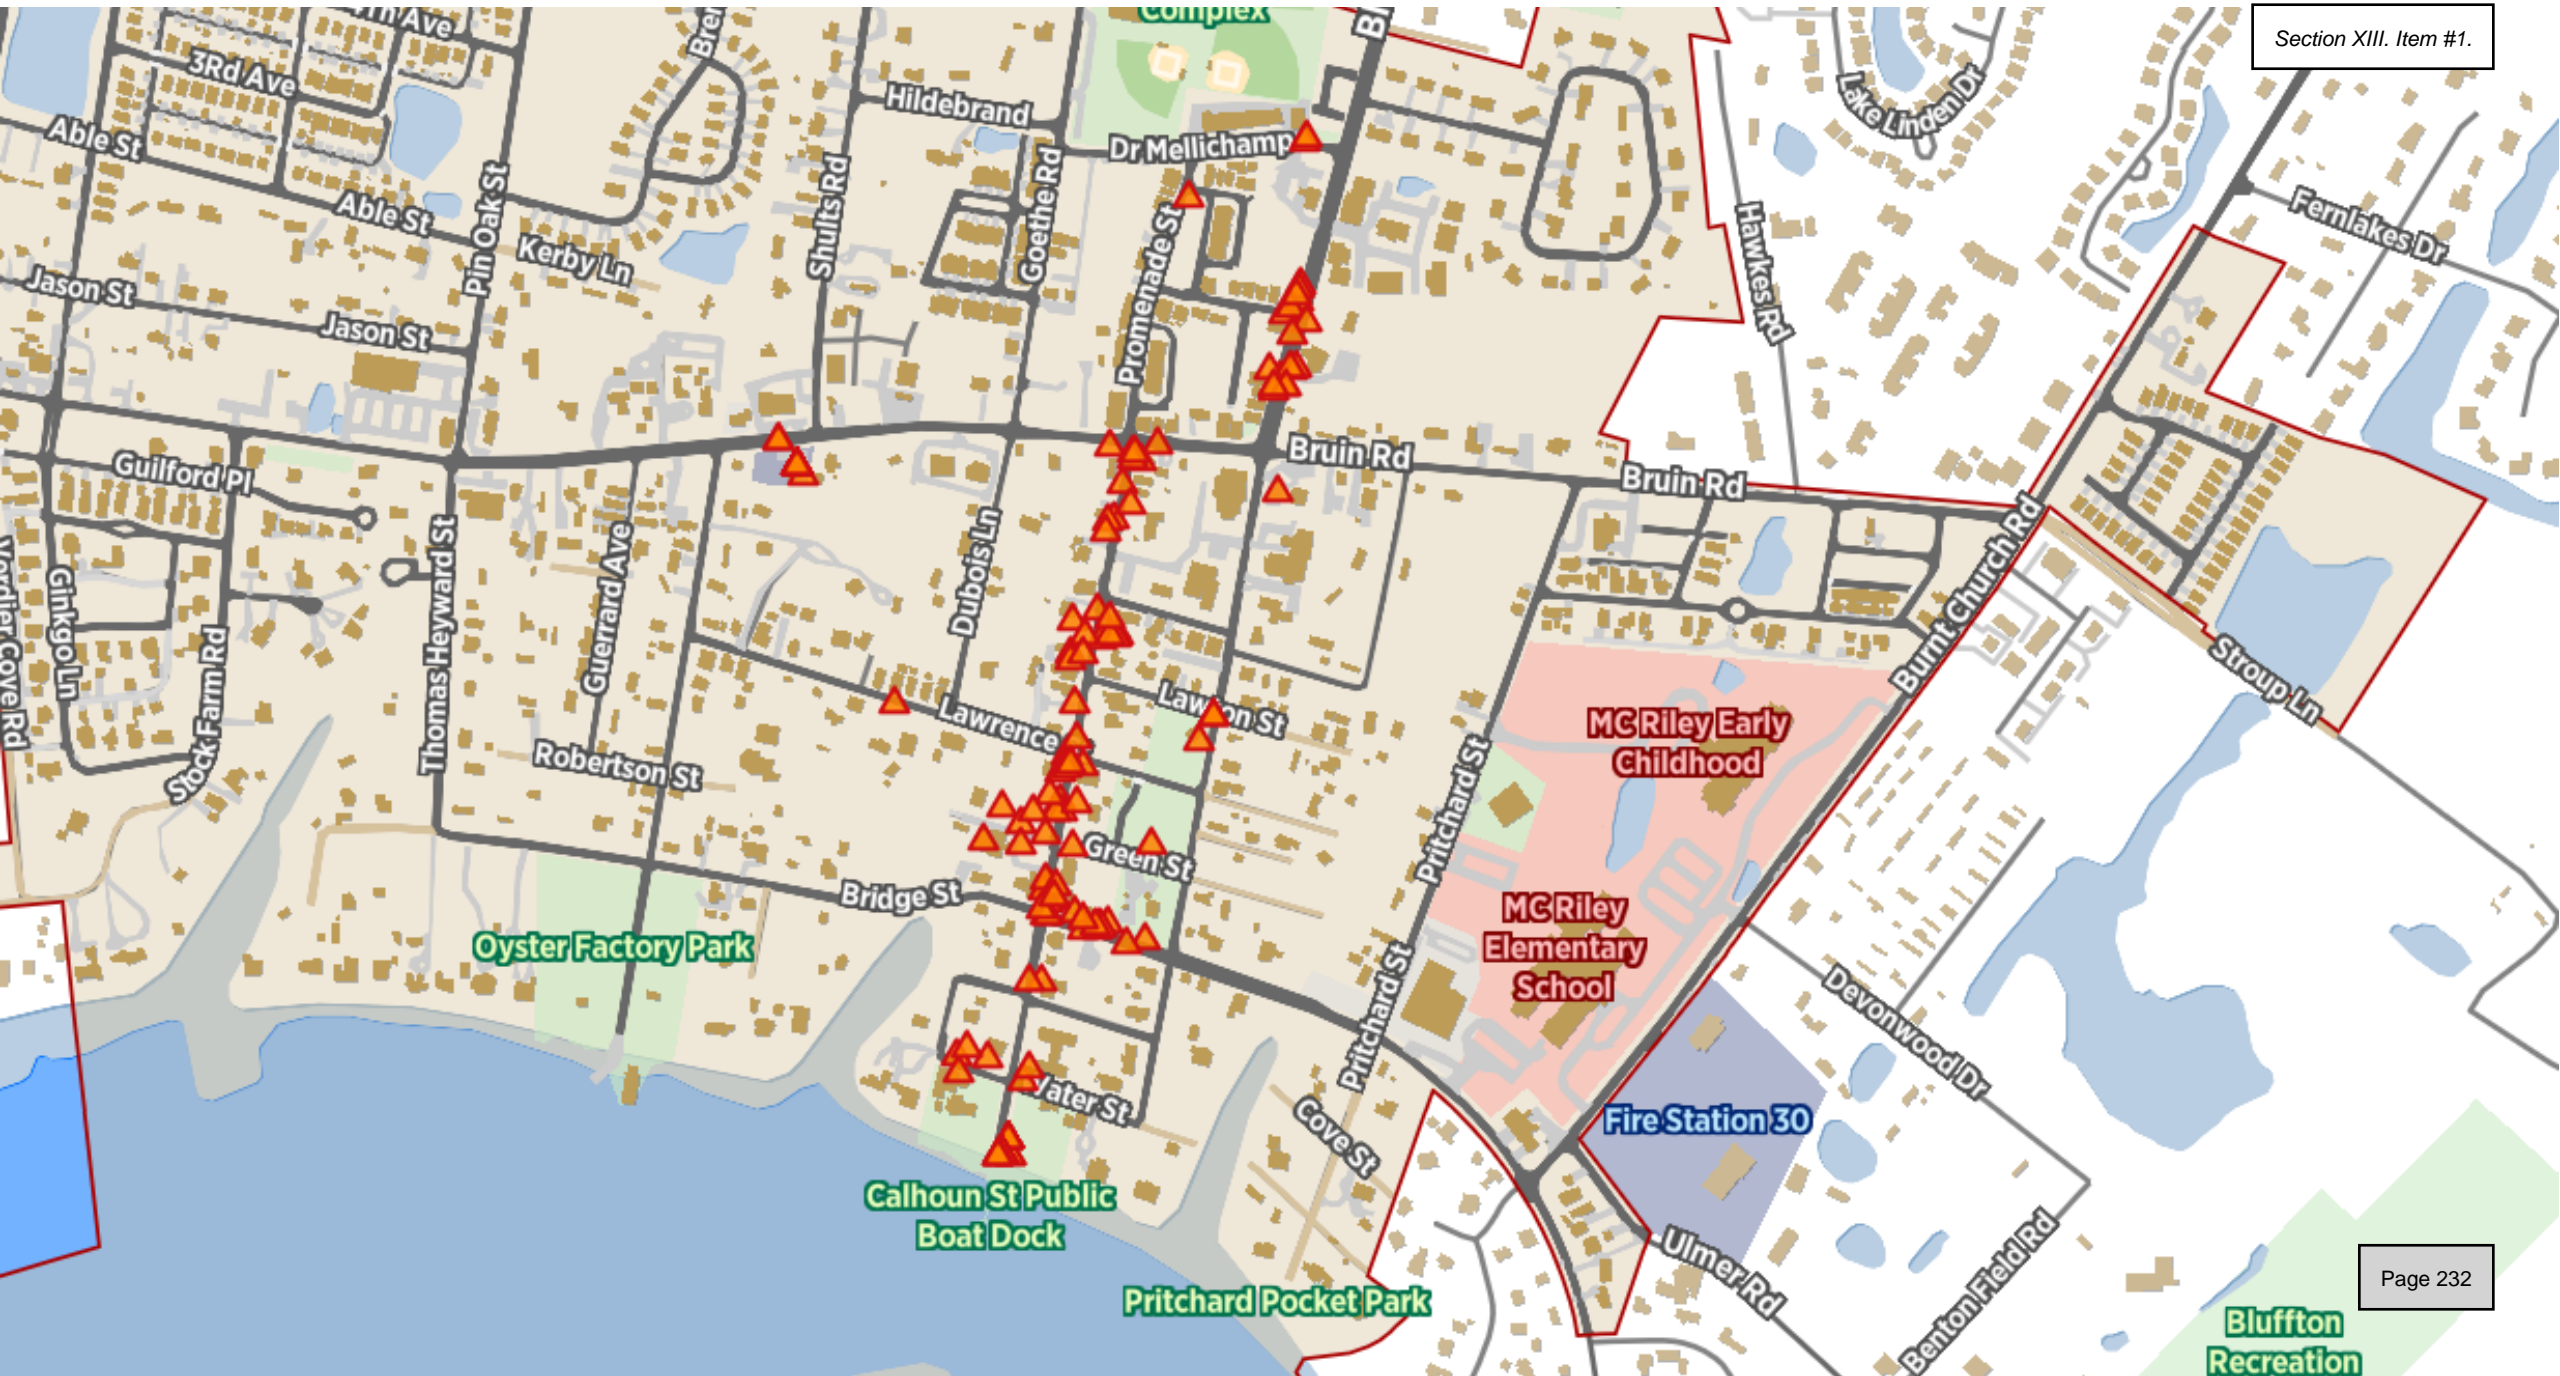 Complex
Section XIII. Item #1.
3Rd Ave
Able St
Hildebrand
Dr Mellichamp
Lake Linden Dr
Able St
Pin Oak St
Kerby Ln
Shults Rd
Goethe Rd
Promenade St
Hawkes Rd
Fernlakes Dr
Jason St
Jason St
Guilford Pl
Bruin Rd
Bruin Rd
Ginkgo Ln
Stock Farm Rd
Thomas Heyward St
Guerrard Ave
Dubois Ln
Burnt Church Rd
Stroup Ln
Lawrence
Robertson St
Pritchard St
MC Riley Early
Childhood
Green St
Bridge St
Oyster Factory Park
MC Riley
Elementary
School
Pritchard St
Devonwood Dr
Cove St
Fire Station 30
Calhoun St Public
Boat Dock
Pritchard Pocket Park
Ulmer Rd
Benton Field Rd
Page 232
Bluffton
Recreation